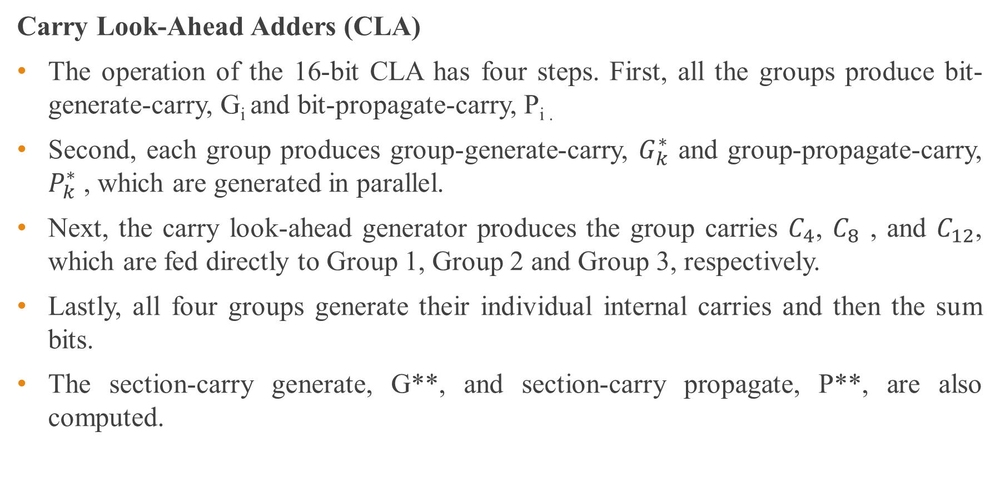 Carry Look-Ahead Adders (CLA)
• The operation of the 16-bit CLA has four steps. First, all the groups produce bit-
generate-carry, Gᵢ and bit-propagate-carry, Pᵢ .
• Second, each group produces group-generate-carry, $G_k^*$ and group-propagate-carry,
$P_k^*$ , which are generated in parallel.
• Next, the carry look-ahead generator produces the group carries $C_4$, $C_8$ , and $C_{12}$,
which are fed directly to Group 1, Group 2 and Group 3, respectively.
• Lastly, all four groups generate their individual internal carries and then the sum
bits.
• The section-carry generate, G**, and section-carry propagate, P**, are also
computed.